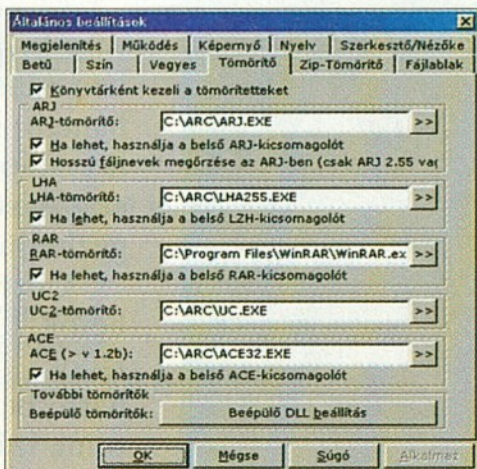 Általános beállítások
Megjelenítés Működés Képernyő Nyelv Szerkesztő/Nézőke
Betű Szín Vegyes Tömörítő Zip-Tömörítő Fájlablak
Könyvtárként kezeli a tömörítetteket
ARJ
ARJ-tömörítő: C:\ARC\ARJ.EXE >>
Ha lehet, használja a belső ARJ-kicsomagolót
Hosszú fájlnevek megőrzése az ARJ-ben (csak ARJ 2.55 vag
LHA
LHA-tömörítő: C:\ARC\LHA255.EXE >>
Ha lehet, használja a belső LZH-kicsomagolót
RAR
RAR-tömörítő: C:\Program Files\WinRAR\WinRAR.ex >>
Ha lehet, használja a belső RAR-kicsomagolót
UC2
UC2-tömörítő: C:\ARC\UC.EXE >>
ACE
ACE (> v 1.2b): C:\ARC\ACE32.EXE >>
Ha lehet, használja a belső ACE-kicsomagolót
További tömörítők
Beépülő tömörítők: Beépülő DLL beállítás
OK Mégse Súgó Alkalmaz